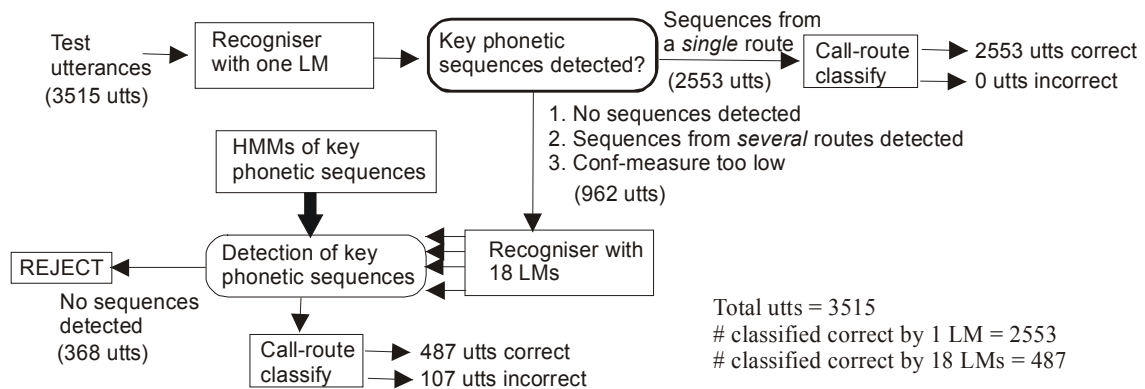 Test
utterances
(3515 utts)
Recogniser
with one LM
Key phonetic
sequences detected?
Sequences from
a single route
(2553 utts)
Call-route
classify
2553 utts correct
0 utts incorrect
1. No sequences detected
2. Sequences from several routes detected
3. Conf-measure too low
(962 utts)
HMMs of key
phonetic sequences
Detection of key
phonetic sequences
Recogniser with
18 LMs
REJECT
No sequences
detected
(368 utts)
Call-route
classify
487 utts correct
107 utts incorrect
Total utts = 3515
# classified correct by 1 LM = 2553
# classified correct by 18 LMs = 487